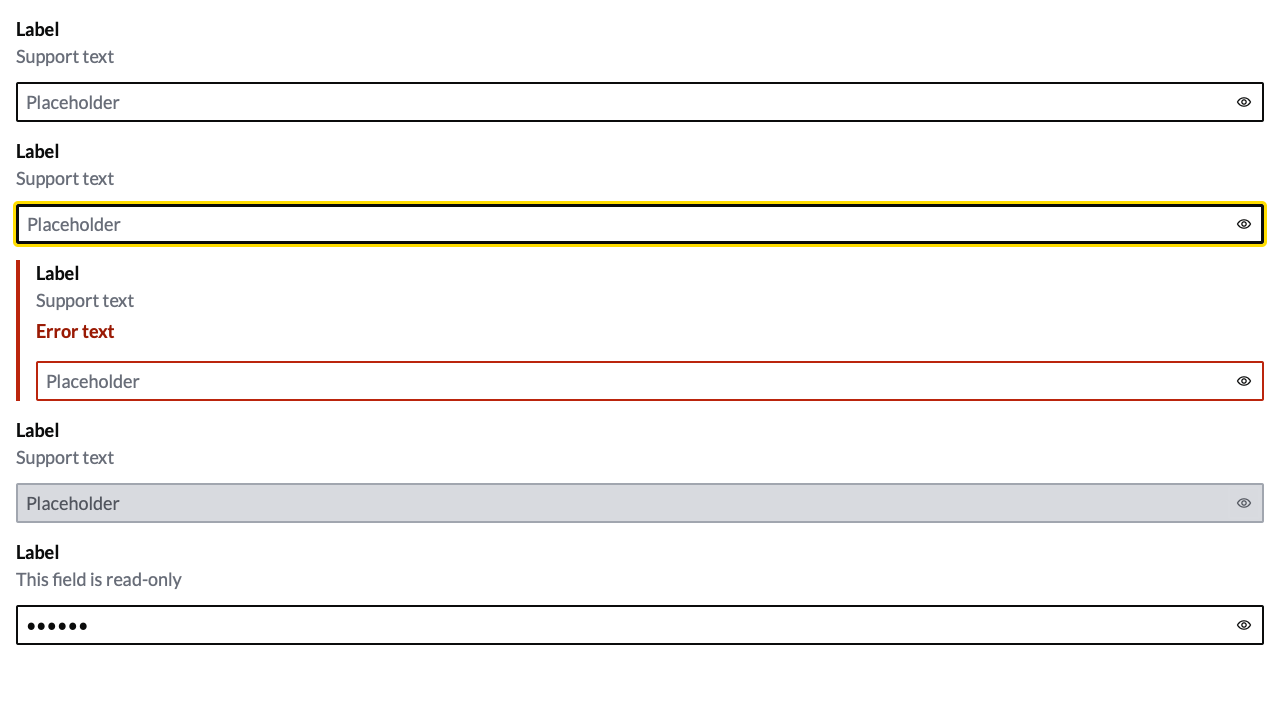 Label
Support text
Placeholder
Label
Support text
Placeholder
Label
Support text
Error text
Placeholder
Label
Support text
Placeholder
Label
This field is read-only
••••••